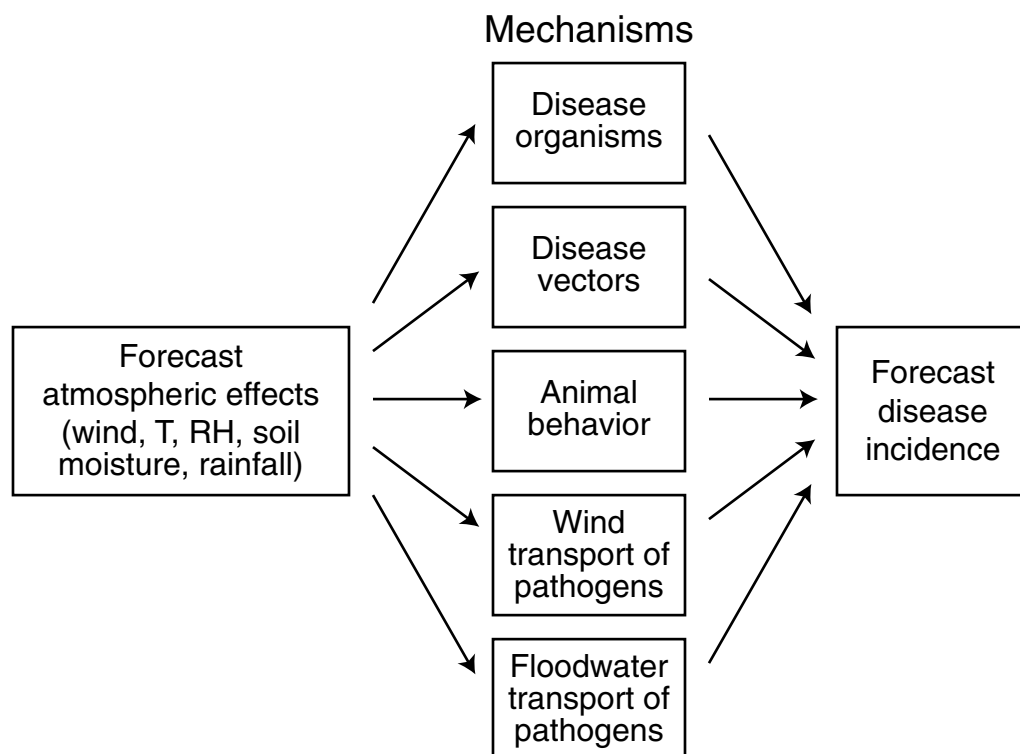 Mechanisms
Disease
organisms
Disease
vectors
Forecast
atmospheric effects
(wind, T, RH, soil
moisture, rainfall)
Animal
behavior
Forecast
disease
incidence
Wind
transport of
pathogens
Floodwater
transport of
pathogens